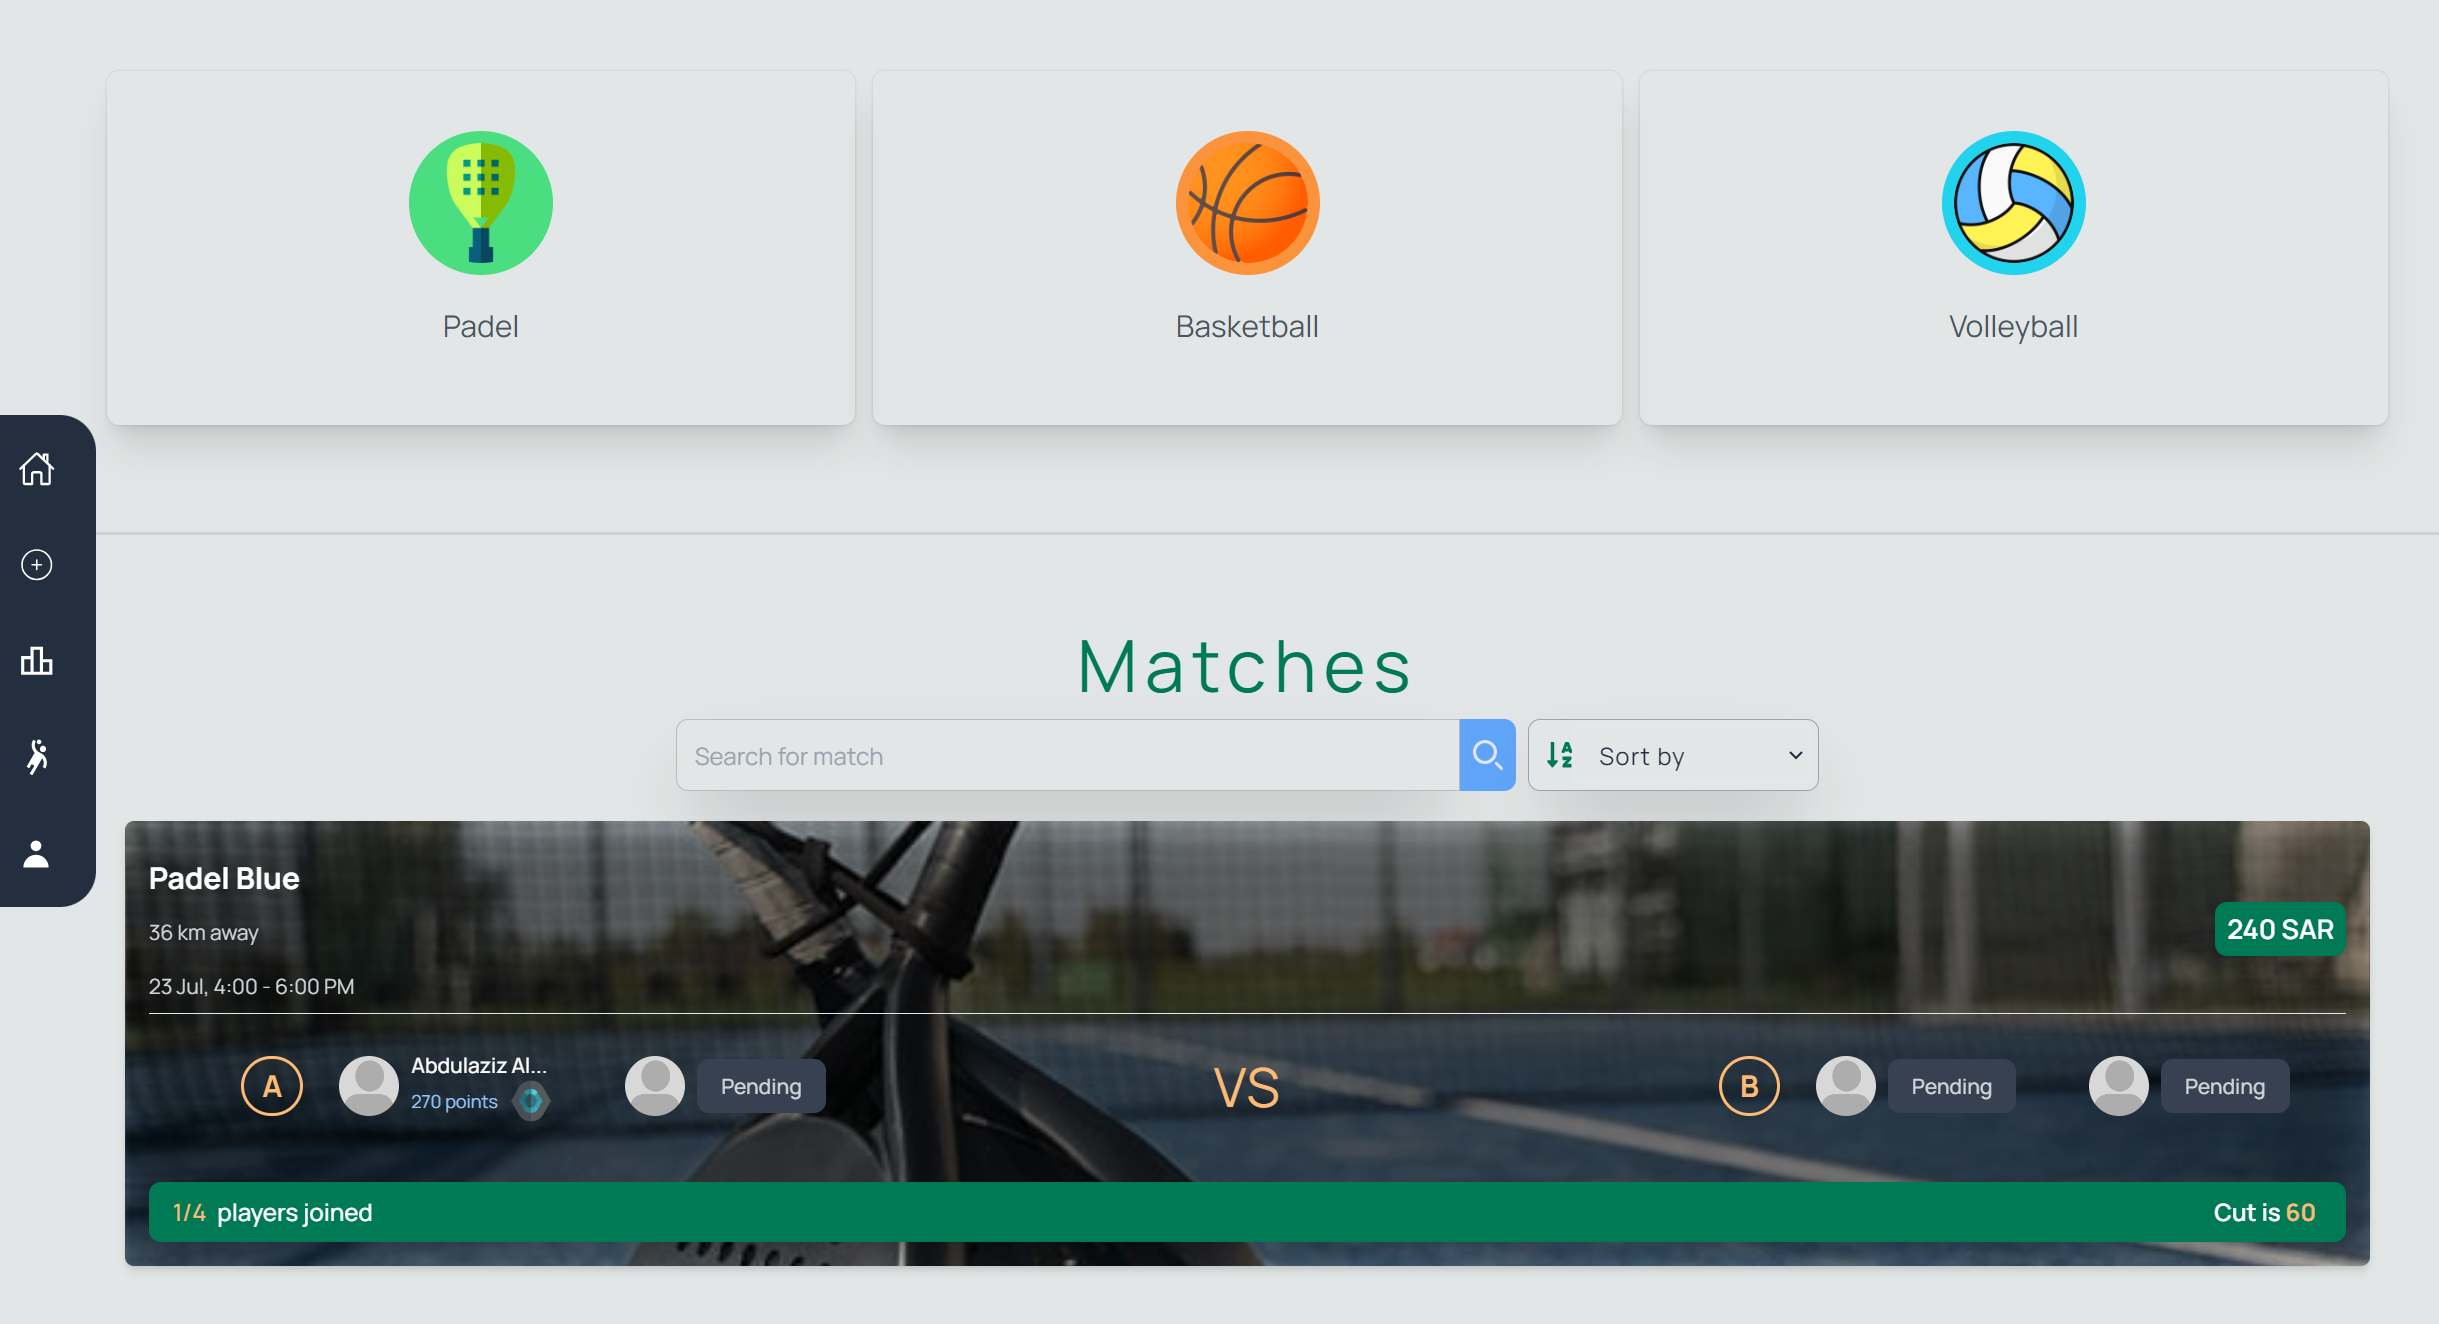 Padel
Basketball
Volleyball
Matches
Search for match
Sort by
Padel Blue
36 km away
240 SAR
23 Jul, 4:00 - 6:00 PM
A
Abdulaziz Al...
270 points
Pending
VS
B
Pending
Pending
1/4 players joined
Cut is 60